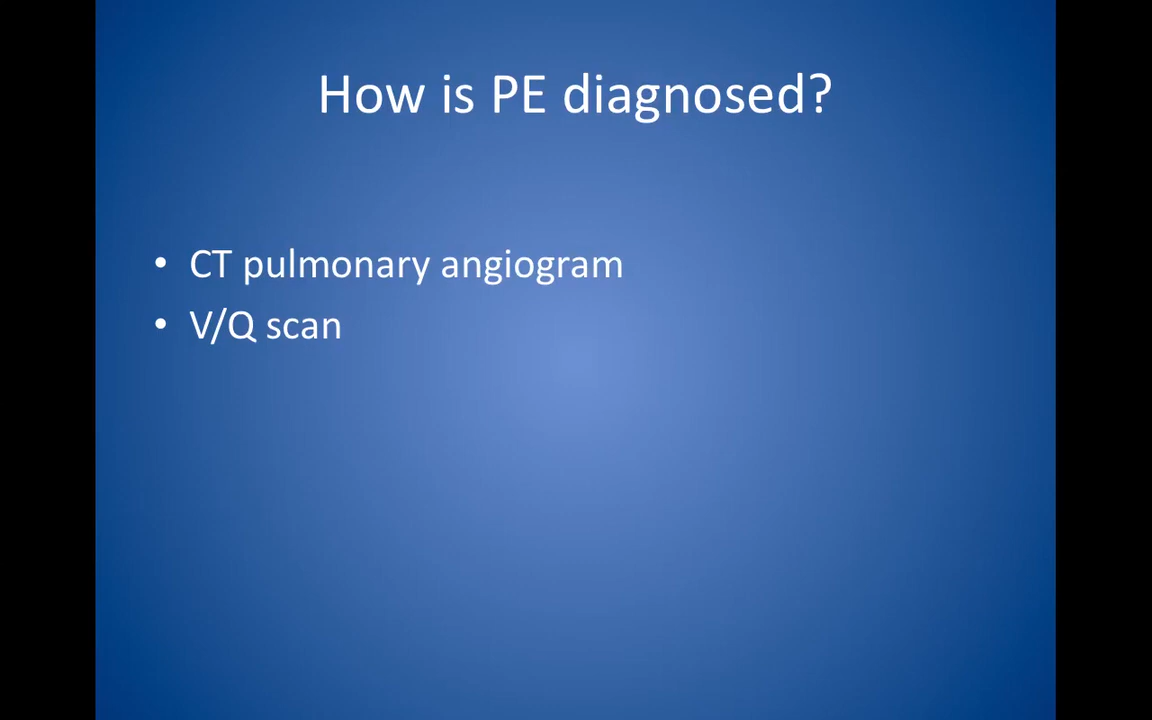 How is PE diagnosed?
• CT pulmonary angiogram
• V/Q scan